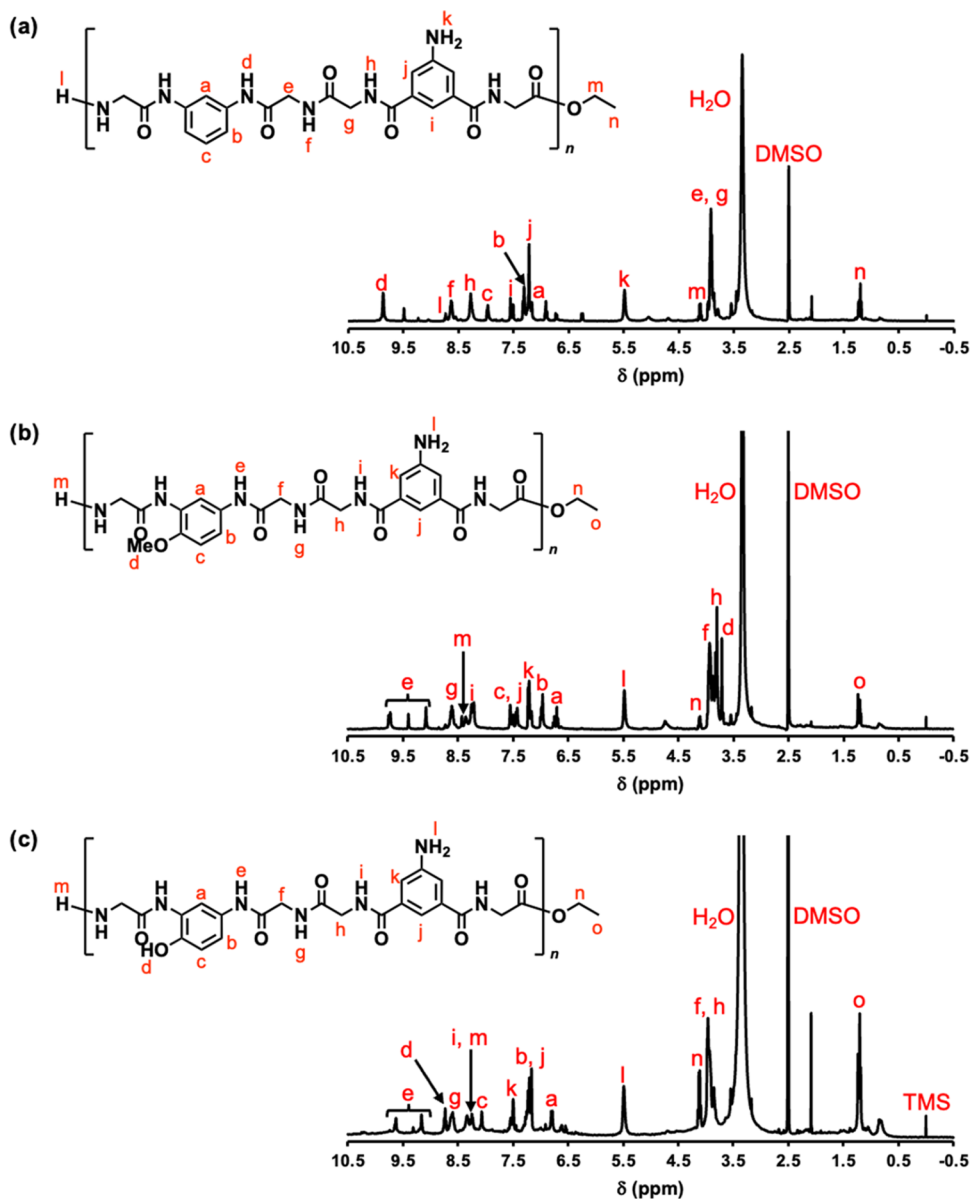 (a)
k
NH2
l
H
N
H
O
H
N
a
d
H
N
O
e
N
H
f
O
g
h
H
N
O
j
i
O
H
N
O
O
m
n
b
c
n
H2O
DMSO
e, g
d
l
f
h
c
i
b
j
a
k
m
n
10.5 9.5 8.5 7.5 6.5 5.5 4.5 3.5 2.5 1.5 0.5 -0.5
δ (ppm)
(b)
l
NH2
m
H
N
H
O
H
N
a
e
H
N
O
f
N
H
g
O
h
i
H
N
O
k
j
O
H
N
O
O
n
o
MeO
d
c
b
n
H2O
DMSO
e
g
m
i
c, j
k
b
a
l
n
f
h
d
o
10.5 9.5 8.5 7.5 6.5 5.5 4.5 3.5 2.5 1.5 0.5 -0.5
δ (ppm)
(c)
l
NH2
m
H
N
H
O
H
N
a
e
H
N
O
f
N
H
g
O
h
i
H
N
O
k
j
O
H
N
O
O
n
o
HO
d
c
b
n
H2O
DMSO
e
d
g
i, m
c
k
b, j
a
l
n
f, h
o
TMS
10.5 9.5 8.5 7.5 6.5 5.5 4.5 3.5 2.5 1.5 0.5 -0.5
δ (ppm)